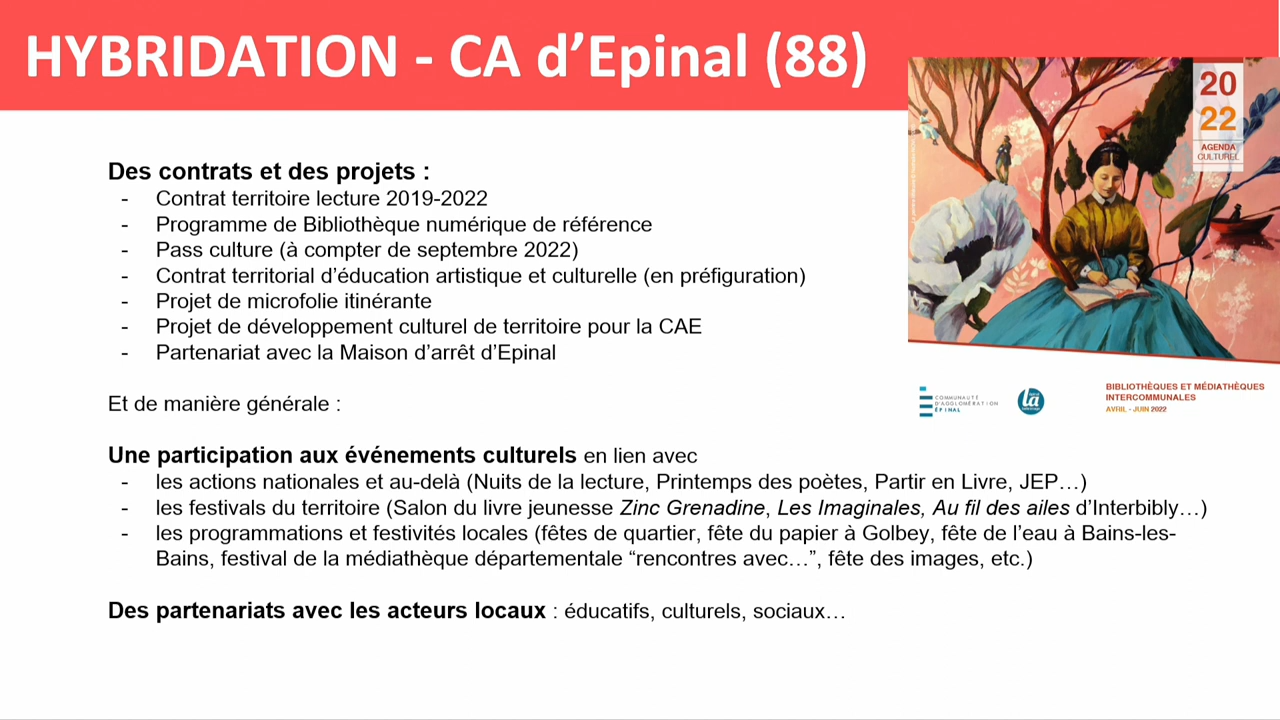 HYBRIDATION - CA d’Epinal (88)
20
22
AGENDA
CULTUREL
Des contrats et des projets :
- Contrat territoire lecture 2019-2022
- Programme de Bibliothèque numérique de référence
- Pass culture (à compter de septembre 2022)
- Contrat territorial d’éducation artistique et culturelle (en préfiguration)
- Projet de microfolie itinérante
- Projet de développement culturel de territoire pour la CAE
- Partenariat avec la Maison d’arrêt d’Epinal
COMMUNAUTÉ
D'AGGLOMÉRATION
ÉPINAL
là
BIBLIOTHÈQUES ET MÉDIATHÈQUES
INTERCOMMUNALES
AVRIL - JUIN 2022
Et de manière générale :
Une participation aux événements culturels en lien avec
- les actions nationales et au-delà (Nuits de la lecture, Printemps des poètes, Partir en Livre, JEP…)
- les festivals du territoire (Salon du livre jeunesse Zinc Grenadine, Les Imaginales, Au fil des ailes d’Interbibly…)
- les programmations et festivités locales (fêtes de quartier, fête du papier à Golbey, fête de l’eau à Bains-les-
Bains, festival de la médiathèque départementale “rencontres avec…”, fête des images, etc.)
Des partenariats avec les acteurs locaux : éducatifs, culturels, sociaux…